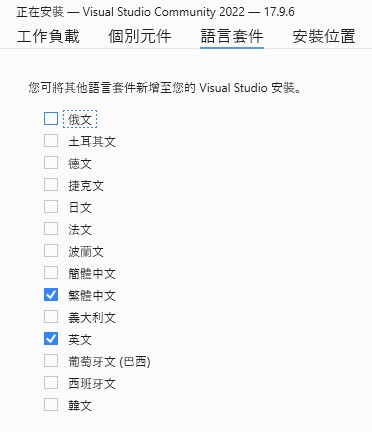 正在安裝 — Visual Studio Community 2022 — 17.9.6
工作負載 個別元件 語言套件 安裝位置
您可將其他語言套件新增至您的 Visual Studio 安裝。
俄文
土耳其文
德文
捷克文
日文
法文
波蘭文
簡體中文
繁體中文
義大利文
英文
葡萄牙文 (巴西)
西班牙文
韓文